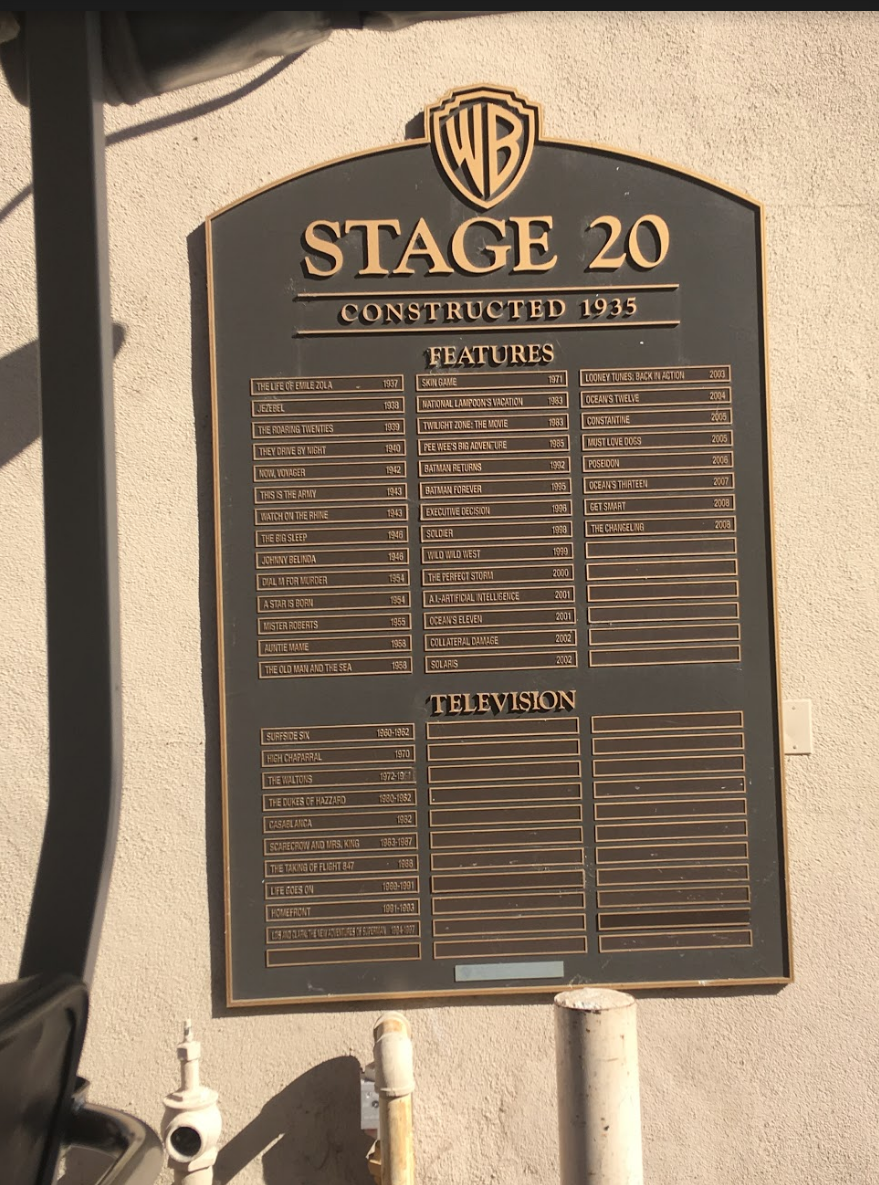 WB
STAGE 20
CONSTRUCTED 1935
FEATURES
THE LIFE OF EMILE ZOLA 1937
JEZEBEL 1938
THE ROARING TWENTIES 1939
THEY DRIVE BY NIGHT 1940
NOW, VOYAGER 1942
THIS IS THE ARMY 1943
WATCH ON THE RHINE 1943
THE BIG SLEEP 1946
JOHNNY BELINDA 1948
DIAL M FOR MURDER 1954
A STAR IS BORN 1954
MISTER ROBERTS 1955
AUNTIE MAME 1958
THE OLD MAN AND THE SEA 1958
SKIN GAME 1971
NATIONAL LAMPOON'S VACATION 1983
TWILIGHT ZONE: THE MOVIE 1983
PEE WEE'S BIG ADVENTURE 1985
BATMAN RETURNS 1992
BATMAN FOREVER 1995
EXECUTIVE DECISION 1996
SOLDIER 1998
WILD WILD WEST 1999
THE PERFECT STORM 2000
A.I.-ARTIFICIAL INTELLIGENCE 2001
OCEAN'S ELEVEN 2001
COLLATERAL DAMAGE 2002
SOLARIS 2002
LOONEY TUNES: BACK IN ACTION 2003
OCEAN'S TWELVE 2004
CONSTANTINE 2005
MUST LOVE DOGS 2005
POSEIDON 2006
OCEAN'S THIRTEEN 2007
GET SMART 2008
THE CHANGELING 2008
TELEVISION
SURFSIDE SIX 1960-1962
HIGH CHAPARRAL 1970
THE WALTONS
THE DUKES OF HAZZARD 1980-1982
CASABLANCA 1982
SCARECROW AND MRS. KING 1983-1987
THE TAKING OF FLIGHT 847 1988
LIFE GOES ON 1989-1991
HOMEFRONT 1991-1993
LOIS AND CLARK: THE NEW ADVENTURES OF SUPERMAN